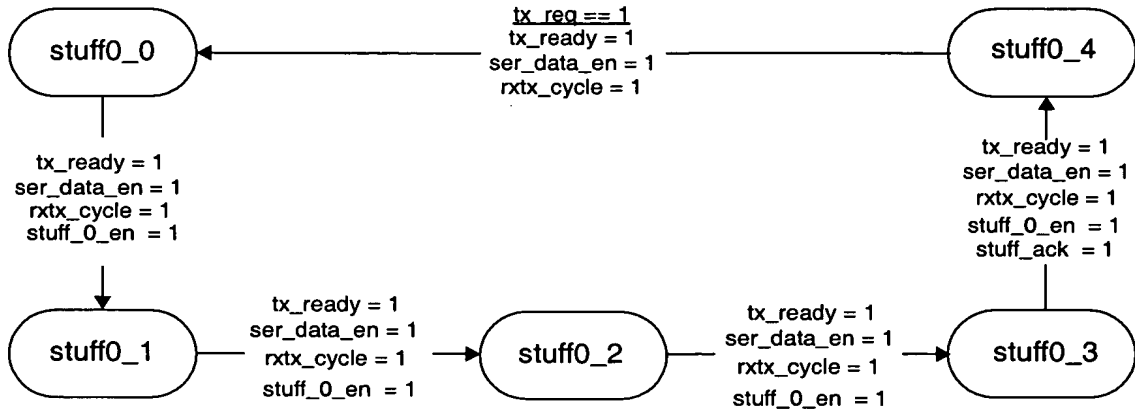 stuff0_0
tx_req == 1
tx_ready = 1
ser_data_en = 1
rxtx_cycle = 1
stuff0_4
tx_ready = 1
ser_data_en = 1
rxtx_cycle = 1
stuff_0_en = 1
tx_ready = 1
ser_data_en = 1
rxtx_cycle = 1
stuff_0_en = 1
stuff_ack = 1
stuff0_1
tx_ready = 1
ser_data_en = 1
rxtx_cycle = 1
stuff_0_en = 1
stuff0_2
tx_ready = 1
ser_data_en = 1
rxtx_cycle = 1
stuff_0_en = 1
stuff0_3